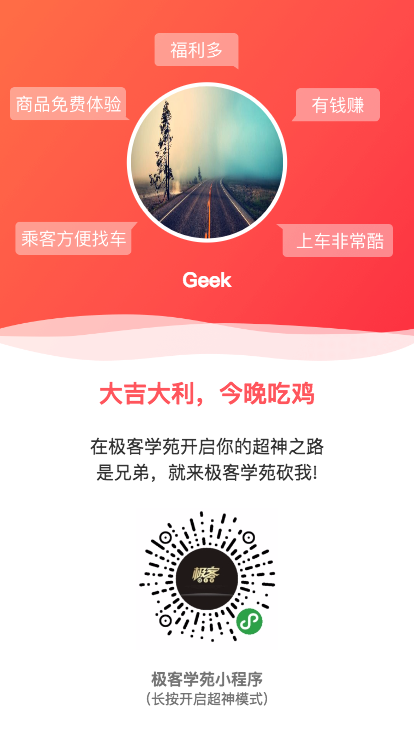 福利多
商品免费体验
有钱赚
乘客方便找车
上车非常酷
Geek
大吉大利，今晚吃鸡
在极客学苑开启你的超神之路
是兄弟，就来极客学苑砍我!
极客
极客学苑小程序
（长按开启超神模式）